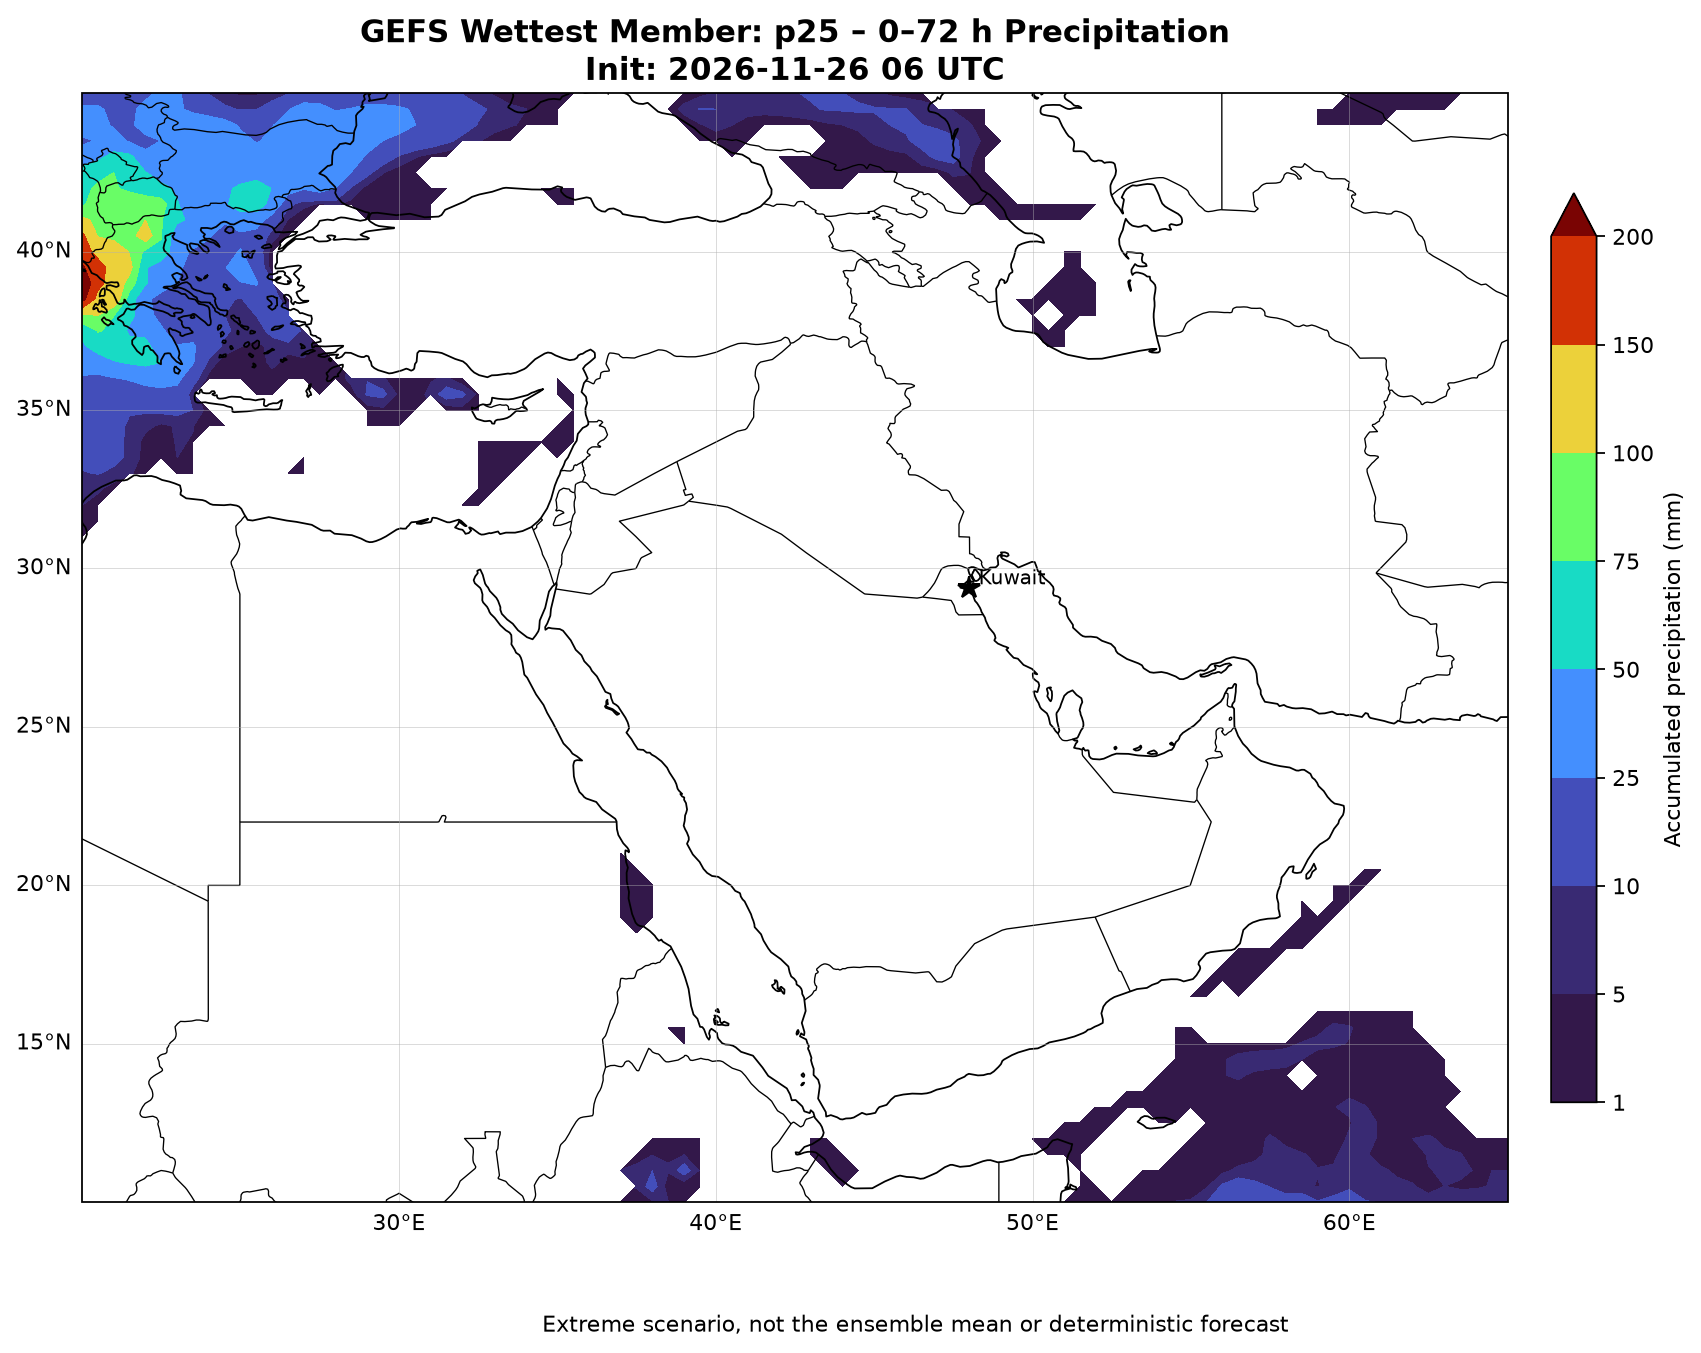 GEFS Wettest Member: p25 – 0–72 h Precipitation
Init: 2026-11-26 06 UTC
40°N
35°N
30°N
25°N
20°N
15°N
30°E
40°E
50°E
60°E
Kuwait
200
150
100
75
50
25
10
5
1
Accumulated precipitation (mm)
Extreme scenario, not the ensemble mean or deterministic forecast